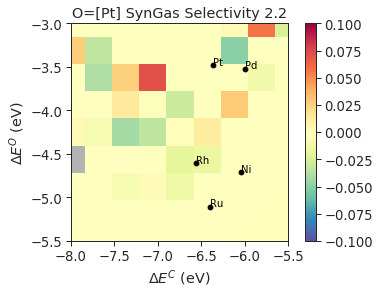 O=[Pt] SynGas Selectivity 2.2
ΔE^O (eV)
−3.0
−3.5
−4.0
−4.5
−5.0
−5.5
Pt
Pd
Rh
Ni
Ru
−8.0 −7.5 −7.0 −6.5 −6.0 −5.5
ΔE^C (eV)
0.100
0.075
0.050
0.025
0.000
−0.025
−0.050
−0.075
−0.100